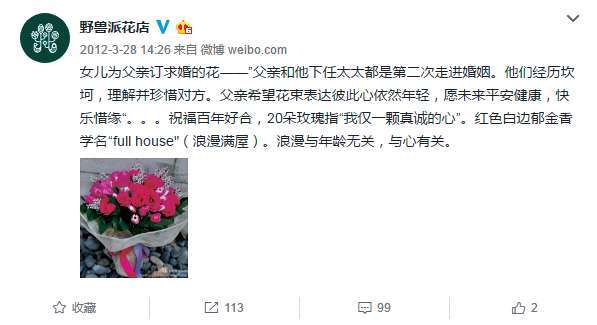 野兽派花店
2012-3-28 14:26 来自 微博 weibo.com
女儿为父亲订求婚的花——”父亲和他下任太太都是第二次走进婚姻。他们经历坎
坷，理解并珍惜对方。父亲希望花束表达彼此心依然年轻，愿未来平安健康，快
乐惜缘“。。。祝福百年好合，20朵玫瑰指“我仅一颗真诚的心”。红色白边郁金香
学名“full house"（浪漫满屋）。浪漫与年龄无关，与心有关。
收藏
113
99
2